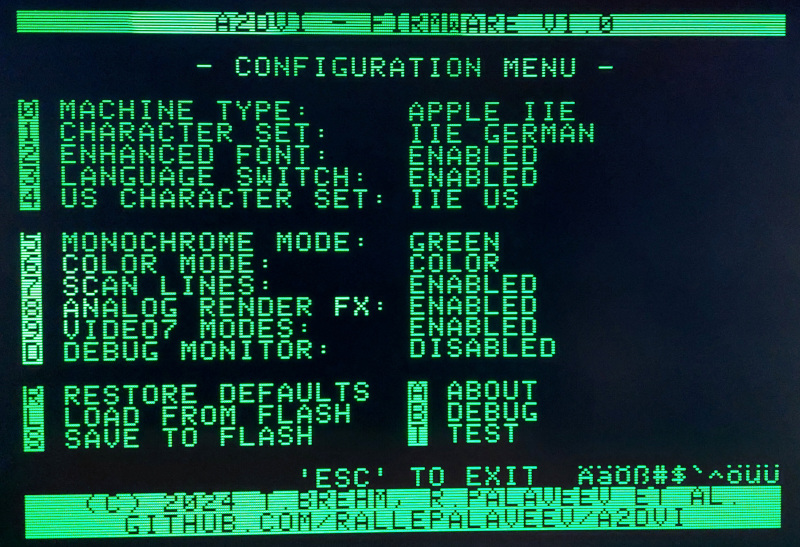 A2DVI - FIRMWARE V1.0
- CONFIGURATION MENU -
0 MACHINE TYPE: APPLE IIE
1 CHARACTER SET: IIE GERMAN
2 ENHANCED FONT: ENABLED
3 LANGUAGE SWITCH: ENABLED
4 US CHARACTER SET: IIE US
5 MONOCHROME MODE: GREEN
6 COLOR MODE: COLOR
7 SCAN LINES: ENABLED
8 ANALOG RENDER FX: ENABLED
9 VIDEO7 MODES: ENABLED
D DEBUG MONITOR: DISABLED
R RESTORE DEFAULTS A ABOUT
L LOAD FROM FLASH B DEBUG
S SAVE TO FLASH T TEST
'ESC' TO EXIT
(C) 2024 T.BREHM, R.PALAVEEV ET AL.
GITHUB.COM/RALLEPALAVEEV/A2DVI